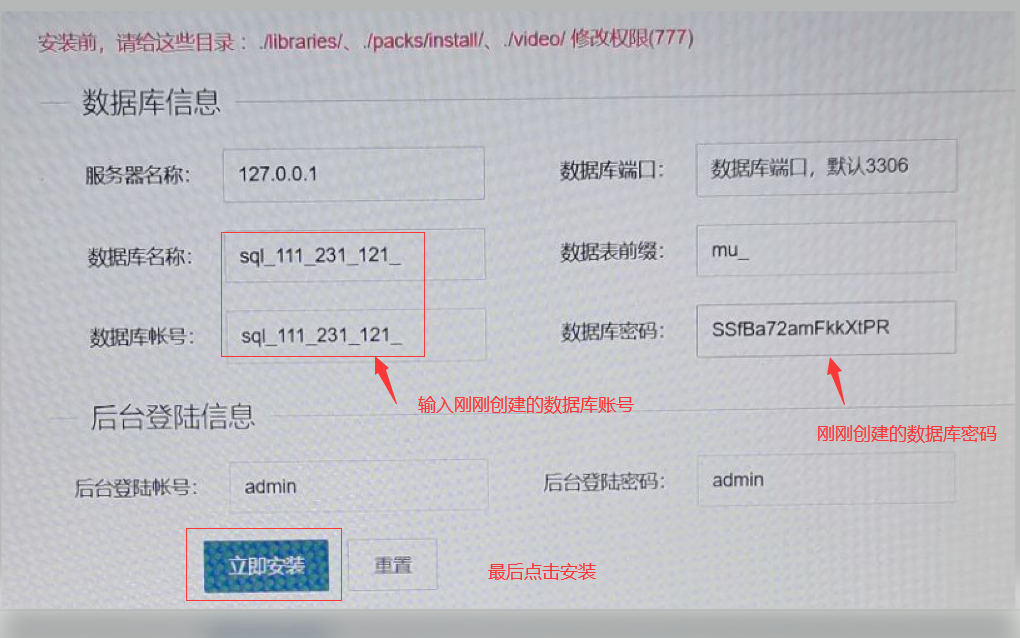 安装前，请给这些目录：./libraries/、./packs/install/、./video/ 修改权限(777)
数据库信息
服务器名称： 127.0.0.1 数据库端口： 数据库端口，默认3306
数据库名称： sql_111_231_121_ 数据表前缀： mu_
数据库帐号： sql_111_231_121_ 数据库密码： SSfBa72amFkkXtPR
输入刚刚创建的数据库账号
刚刚创建的数据库密码
后台登陆信息
后台登陆帐号： admin 后台登陆密码： admin
立即安装 重置 最后点击安装